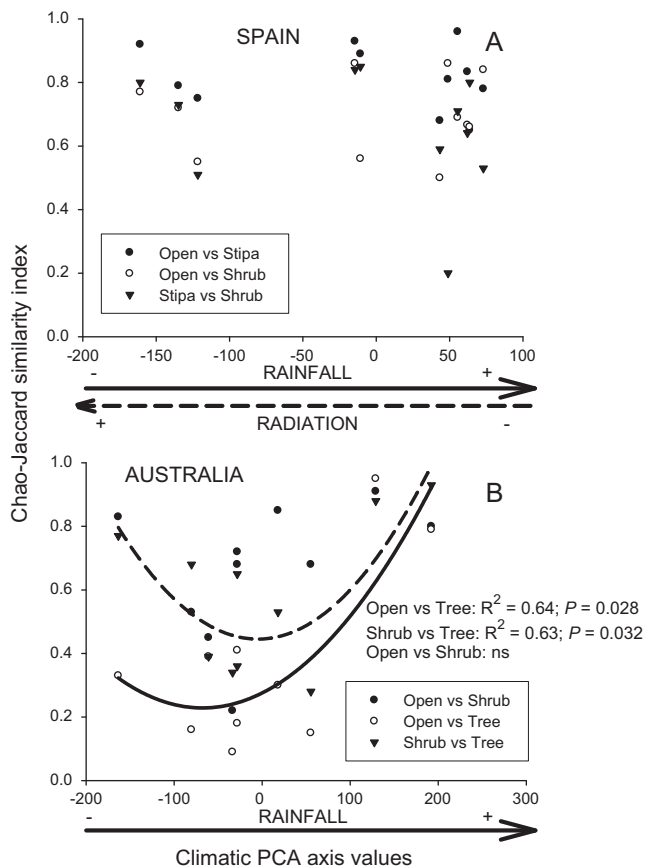 Chao-Jaccard similarity index
1.0
SPAIN
A
0.8
0.6
0.4
Open vs Stipa
0.2
Open vs Shrub
Stipa vs Shrub
0.0
-200 -150 -100 -50 0 50 100
- RAINFALL +
+ RADIATION -
1.0
AUSTRALIA
B
0.8
0.6
Open vs Tree: R² = 0.64; P = 0.028
Shrub vs Tree: R² = 0.63; P = 0.032
Open vs Shrub: ns
0.4
0.2
Open vs Shrub
Open vs Tree
Shrub vs Tree
0.0
-200 -100 0 100 200 300
- RAINFALL +
Climatic PCA axis values